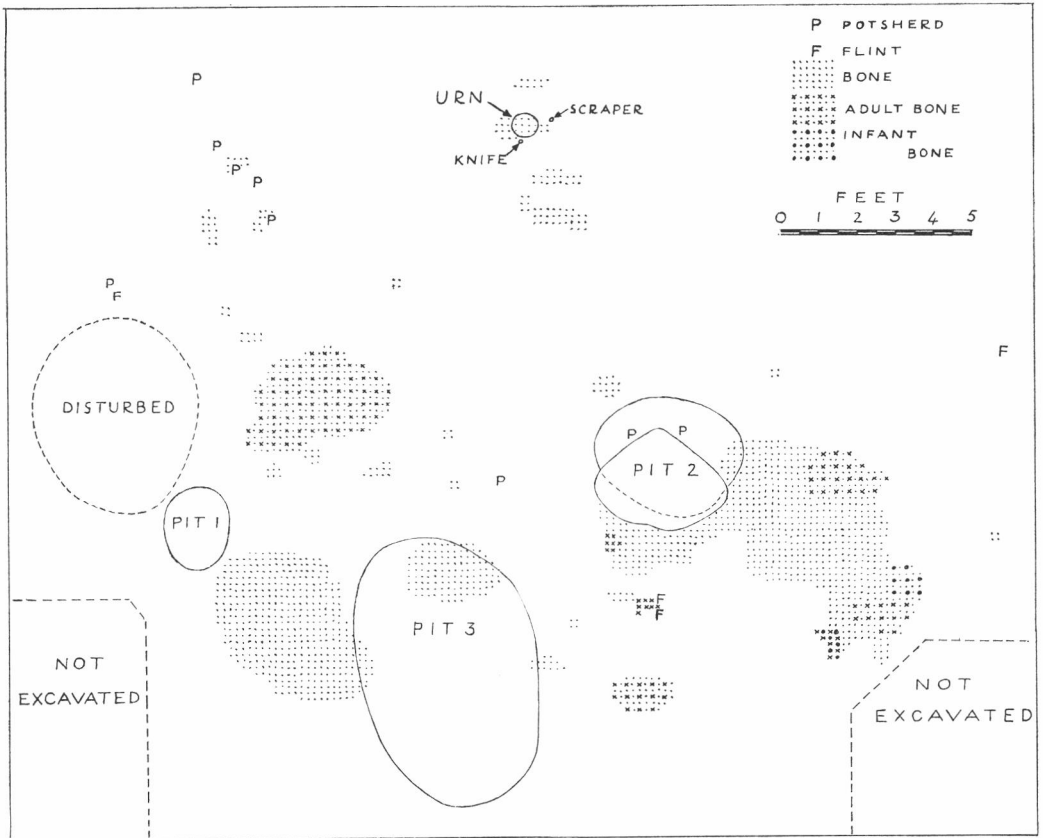 P POTSHERD
F FLINT
BONE
ADULT BONE
INFANT
BONE
FEET
0 1 2 3 4 5
URN
SCRAPER
KNIFE
P
P
P
P
P
P
F
F
DISTURBED
P P
PIT 2
P
PIT 1
F
F
PIT 3
NOT
EXCAVATED
NOT
EXCAVATED